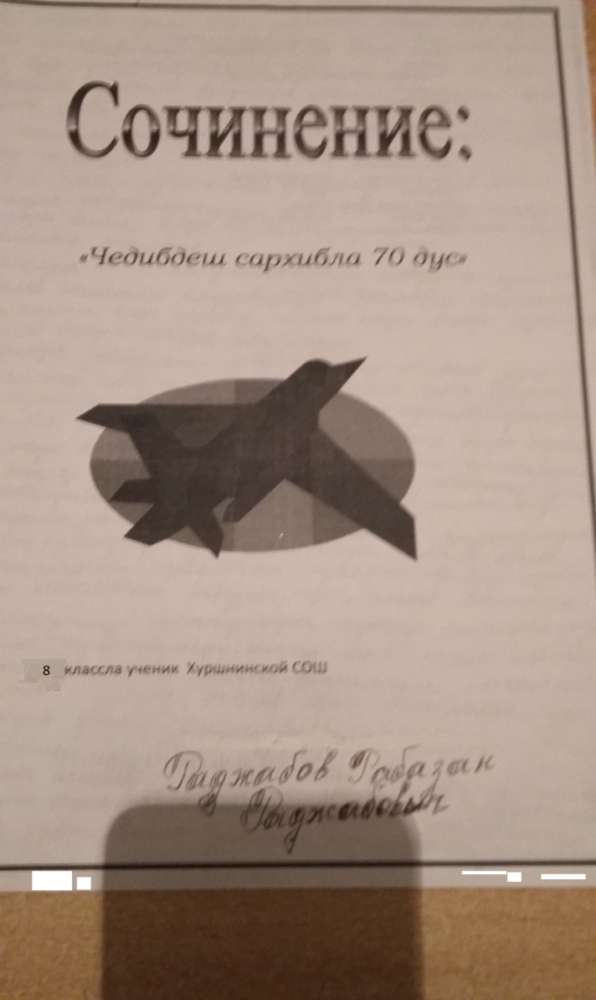 Сочинение:
«Чедибдеш сархибла 70 дус»
8 классла ученик Хуршнинской СОШ
Раджабов Рабазан
Раджабович